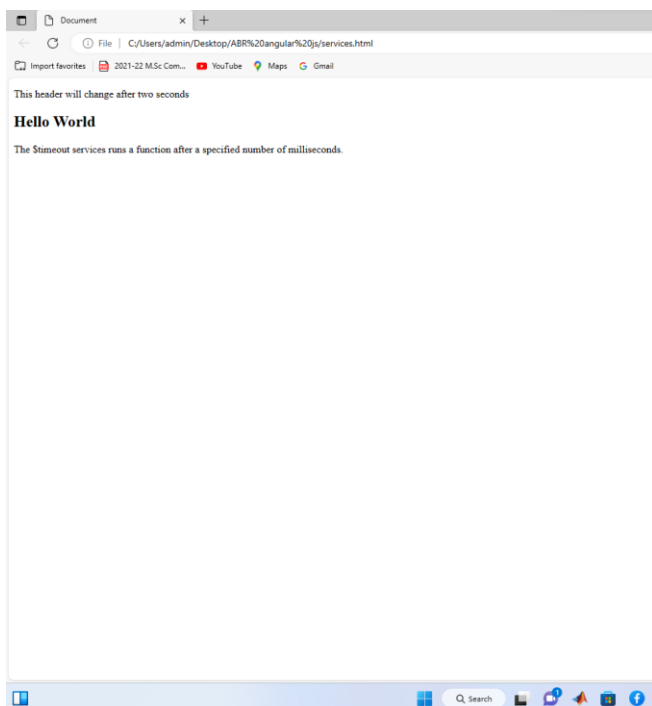 Document
File | C:/Users/admin/Desktop/ABR%20angular%20js/services.html
Import favorites 2021-22 M.Sc Com... YouTube Maps Gmail
This header will change after two seconds
Hello World
The $timeout services runs a function after a specified number of milliseconds.
Search
1